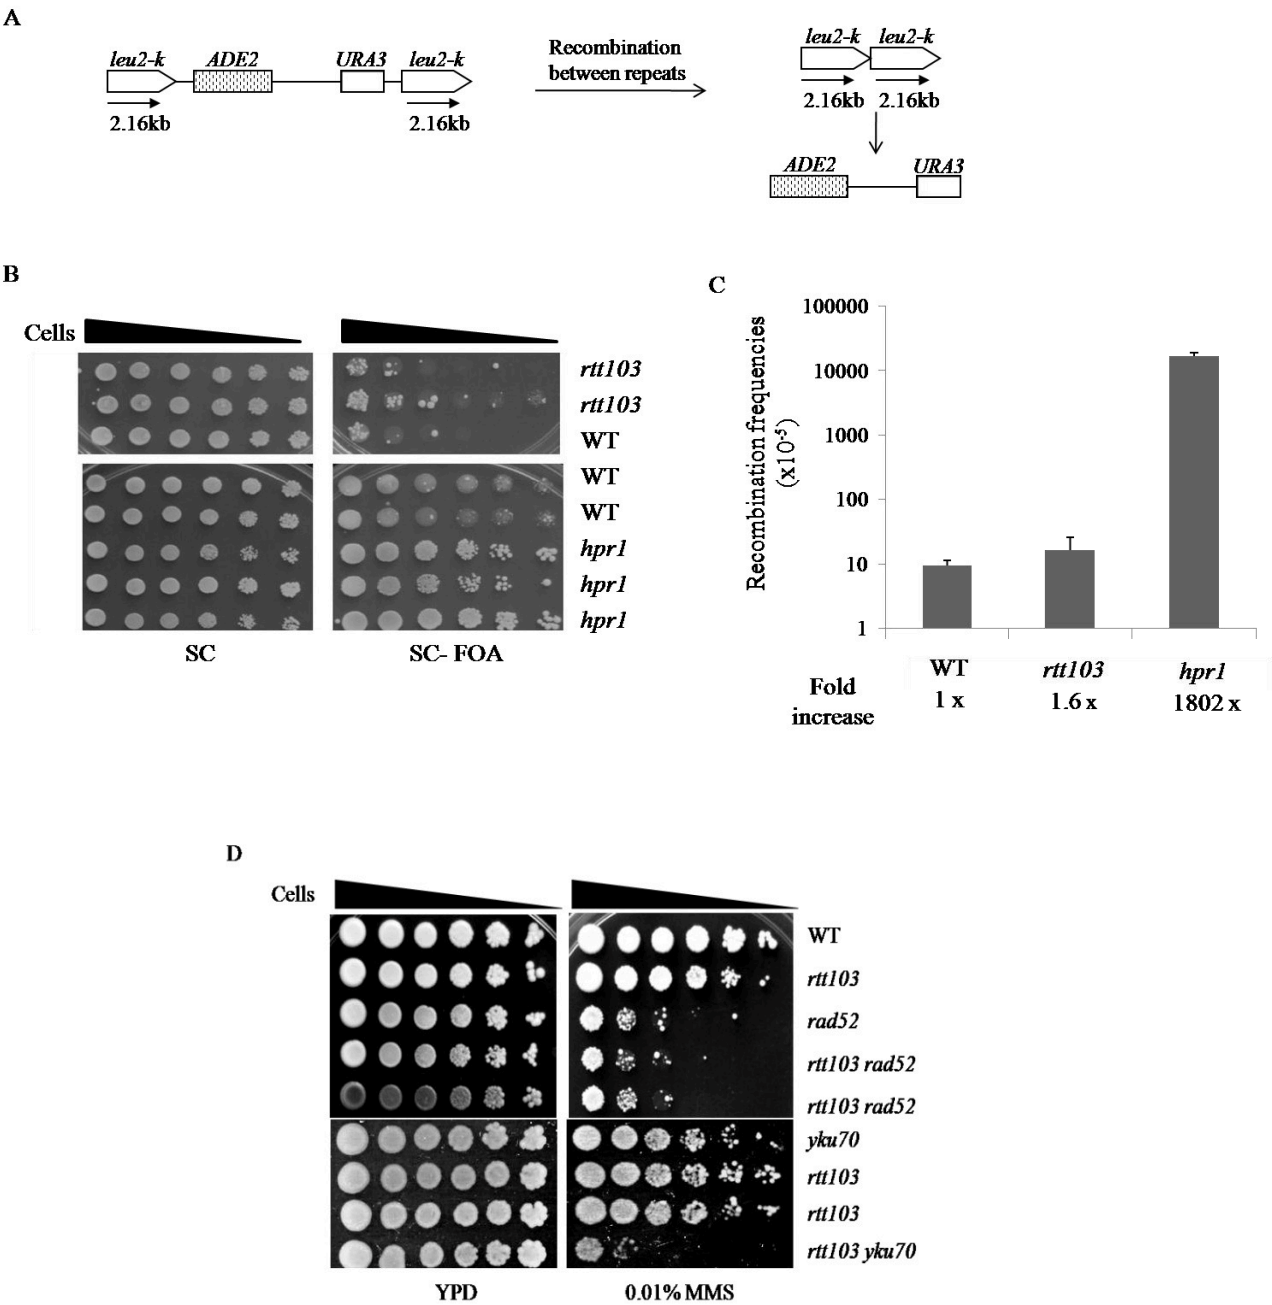 A
leu2-k ADE2 URA3 leu2-k
2.16kb 2.16kb
Recombination
between repeats
leu2-k leu2-k
2.16kb 2.16kb
ADE2 URA3
B
Cells
rtt103
rtt103
WT
WT
WT
hpr1
hpr1
hpr1
SC SC- FOA
C
Recombination frequencies
(x10-5)
100000
10000
1000
100
10
1
WT rtt103 hpr1
Fold
increase
1 x 1.6 x 1802 x
D
Cells
WT
rtt103
rad52
rtt103 rad52
rtt103 rad52
yku70
rtt103
rtt103
rtt103 yku70
YPD 0.01% MMS